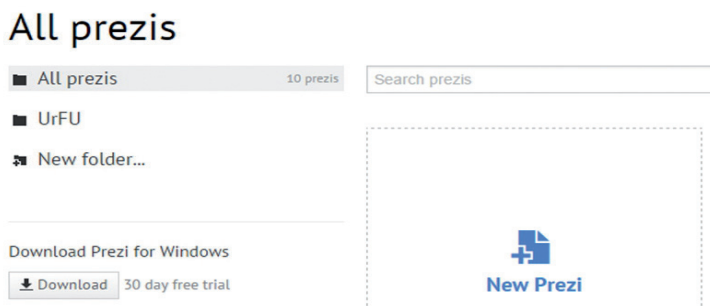 All prezis
All prezis 10 prezis
Search prezis
UrFU
New folder...
Download Prezi for Windows
Download 30 day free trial
New Prezi